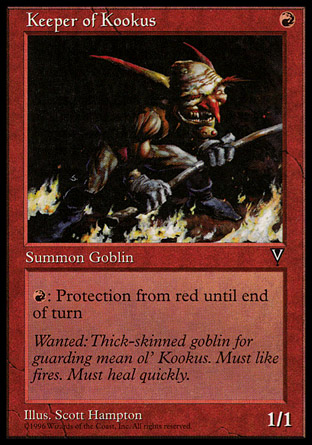 Keeper of Kookus
Summon Goblin
V
: Protection from red until end
of turn
Wanted: Thick-skinned goblin for
guarding mean ol' Kookus. Must like
fires. Must heal quickly.
Illus. Scott Hampton
©1996 Wizards of the Coast, Inc. All rights reserved.
1/1